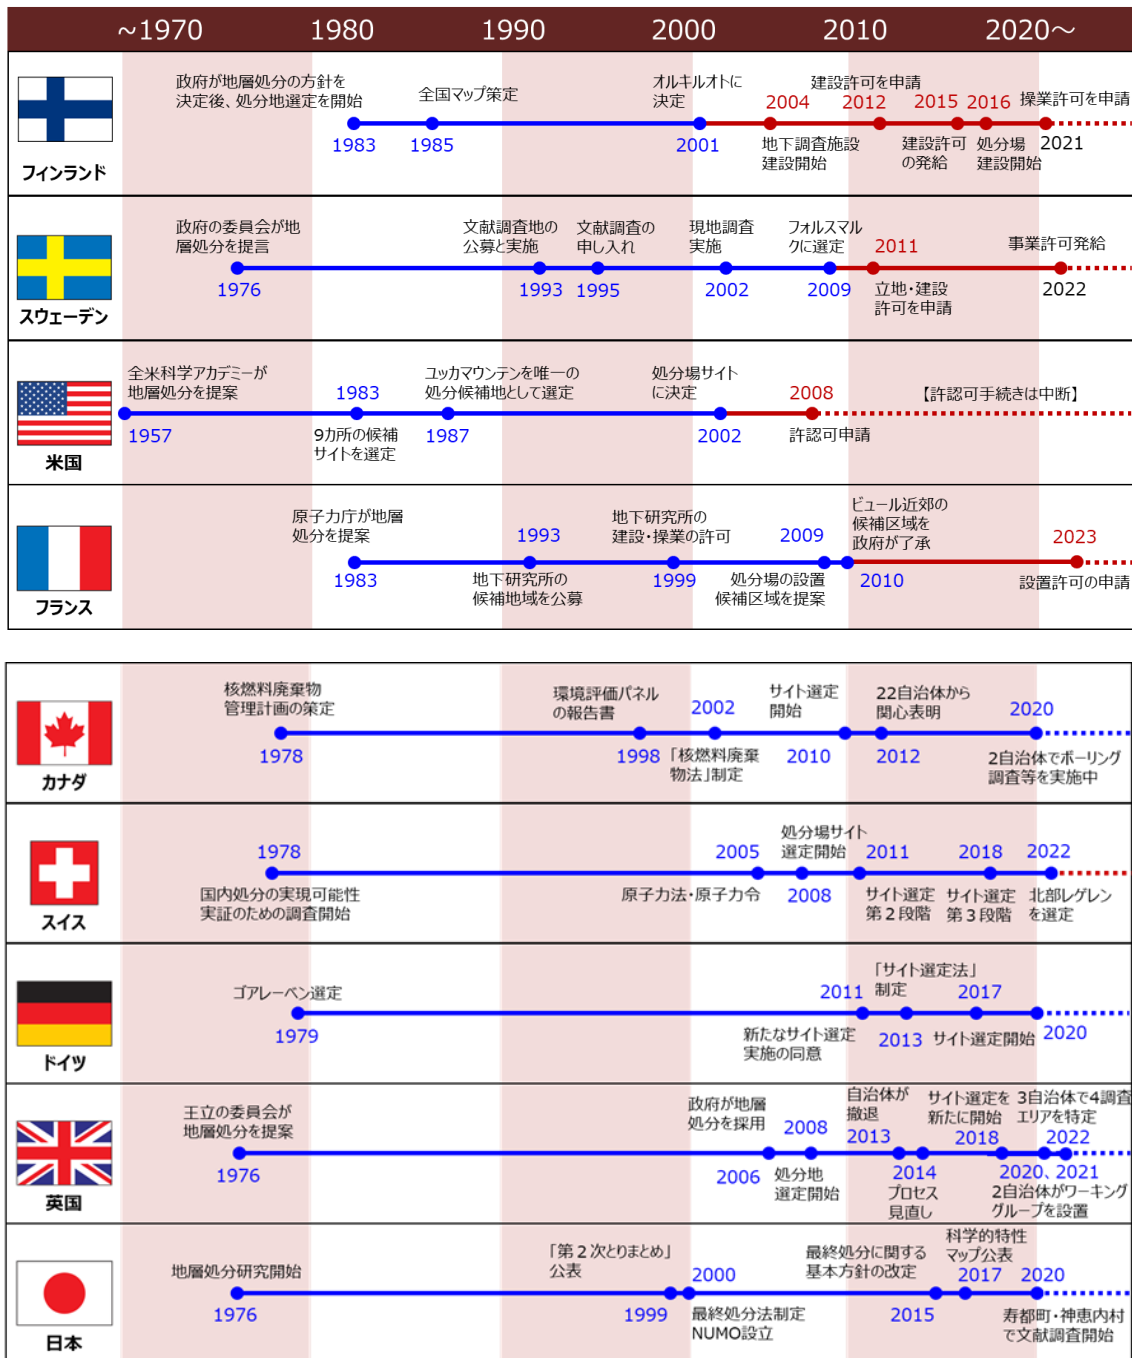 ～1970 1980 1990 2000 2010 2020～
フィンランド
政府が地層処分の方針を
決定後、処分地選定を開始
1983
全国マップ策定
1985
オルキルオトに
決定
2001
2004
地下調査施設
建設開始
建設許可を申請
2012
2015
建設許可
の発給
2016
処分場
建設開始
操業許可を申請
2021
スウェーデン
政府の委員会が地
層処分を提言
1976
文献調査地の
公募と実施
1993
文献調査の
申し入れ
1995
現地調査
実施
2002
フォルスマル
クに選定
2009
2011
立地・建設
許可を申請
事業許可発給
2022
米国
全米科学アカデミーが
地層処分を提案
1957
1983
9カ所の候補
サイトを選定
ユッカマウンテンを唯一の
処分候補地として選定
1987
処分場サイト
に決定
2002
2008
許認可申請
【許認可手続きは中断】
フランス
原子力庁が地層
処分を提案
1983
1993
地下研究所の
候補地域を公募
地下研究所の
建設・操業の許可
1999
2009
処分場の設置
候補区域を提案
ビュール近郊の
候補区域を
政府が了承
2010
2023
設置許可の申請
カナダ
核燃料廃棄物
管理計画の策定
1978
環境評価パネル
の報告書
1998
2002
「核燃料廃棄
物法」制定
サイト選定
開始
2010
22自治体から
関心表明
2012
2020
2自治体でボーリング
調査等を実施中
スイス
1978
国内処分の実現可能性
実証のための調査開始
2005
原子力法・原子力令
処分場サイト
選定開始
2008
2011
サイト選定
第２段階
2018
サイト選定
第３段階
2022
北部レゲレン
を選定
ドイツ
ゴアレーベン選定
1979
2011
新たなサイト選定
実施の同意
「サイト選定法」
制定
2013
2017
サイト選定開始
2020
英国
王立の委員会が
地層処分を提案
1976
政府が地層
処分を採用
2006
2008
処分地
選定開始
自治体が
撤退
2013
2014
プロセス
見直し
サイト選定を
新たに開始
2018
2020、2021
2自治体がワーキング
グループを設置
3自治体で4調査
エリアを特定
2022
日本
地層処分研究開始
1976
「第２次とりまとめ」
公表
1999
2000
最終処分法制定
NUMO設立
最終処分に関する
基本方針の改定
2015
科学的特性
マップ公表
2017
2020
寿都町・神恵内村
で文献調査開始